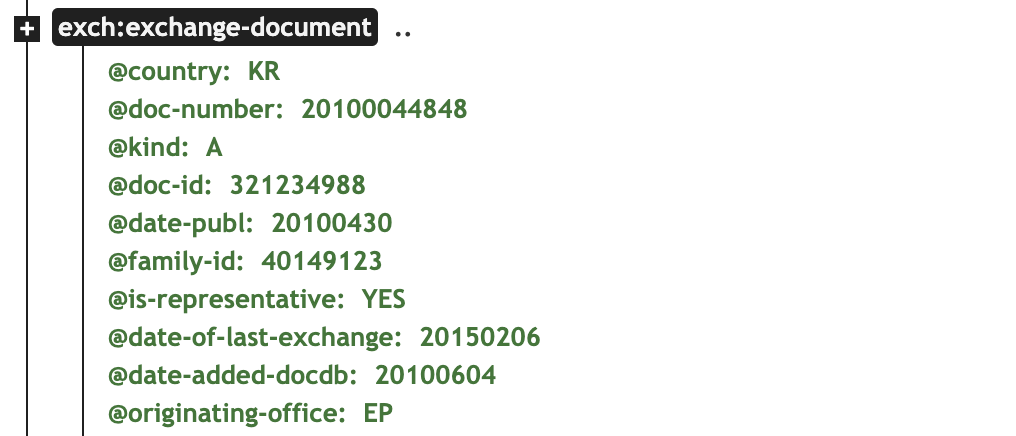 + exch:exchange-document ..
@country: KR
@doc-number: 20100044848
@kind: A
@doc-id: 321234988
@date-publ: 20100430
@family-id: 40149123
@is-representative: YES
@date-of-last-exchange: 20150206
@date-added-docdb: 20100604
@originating-office: EP